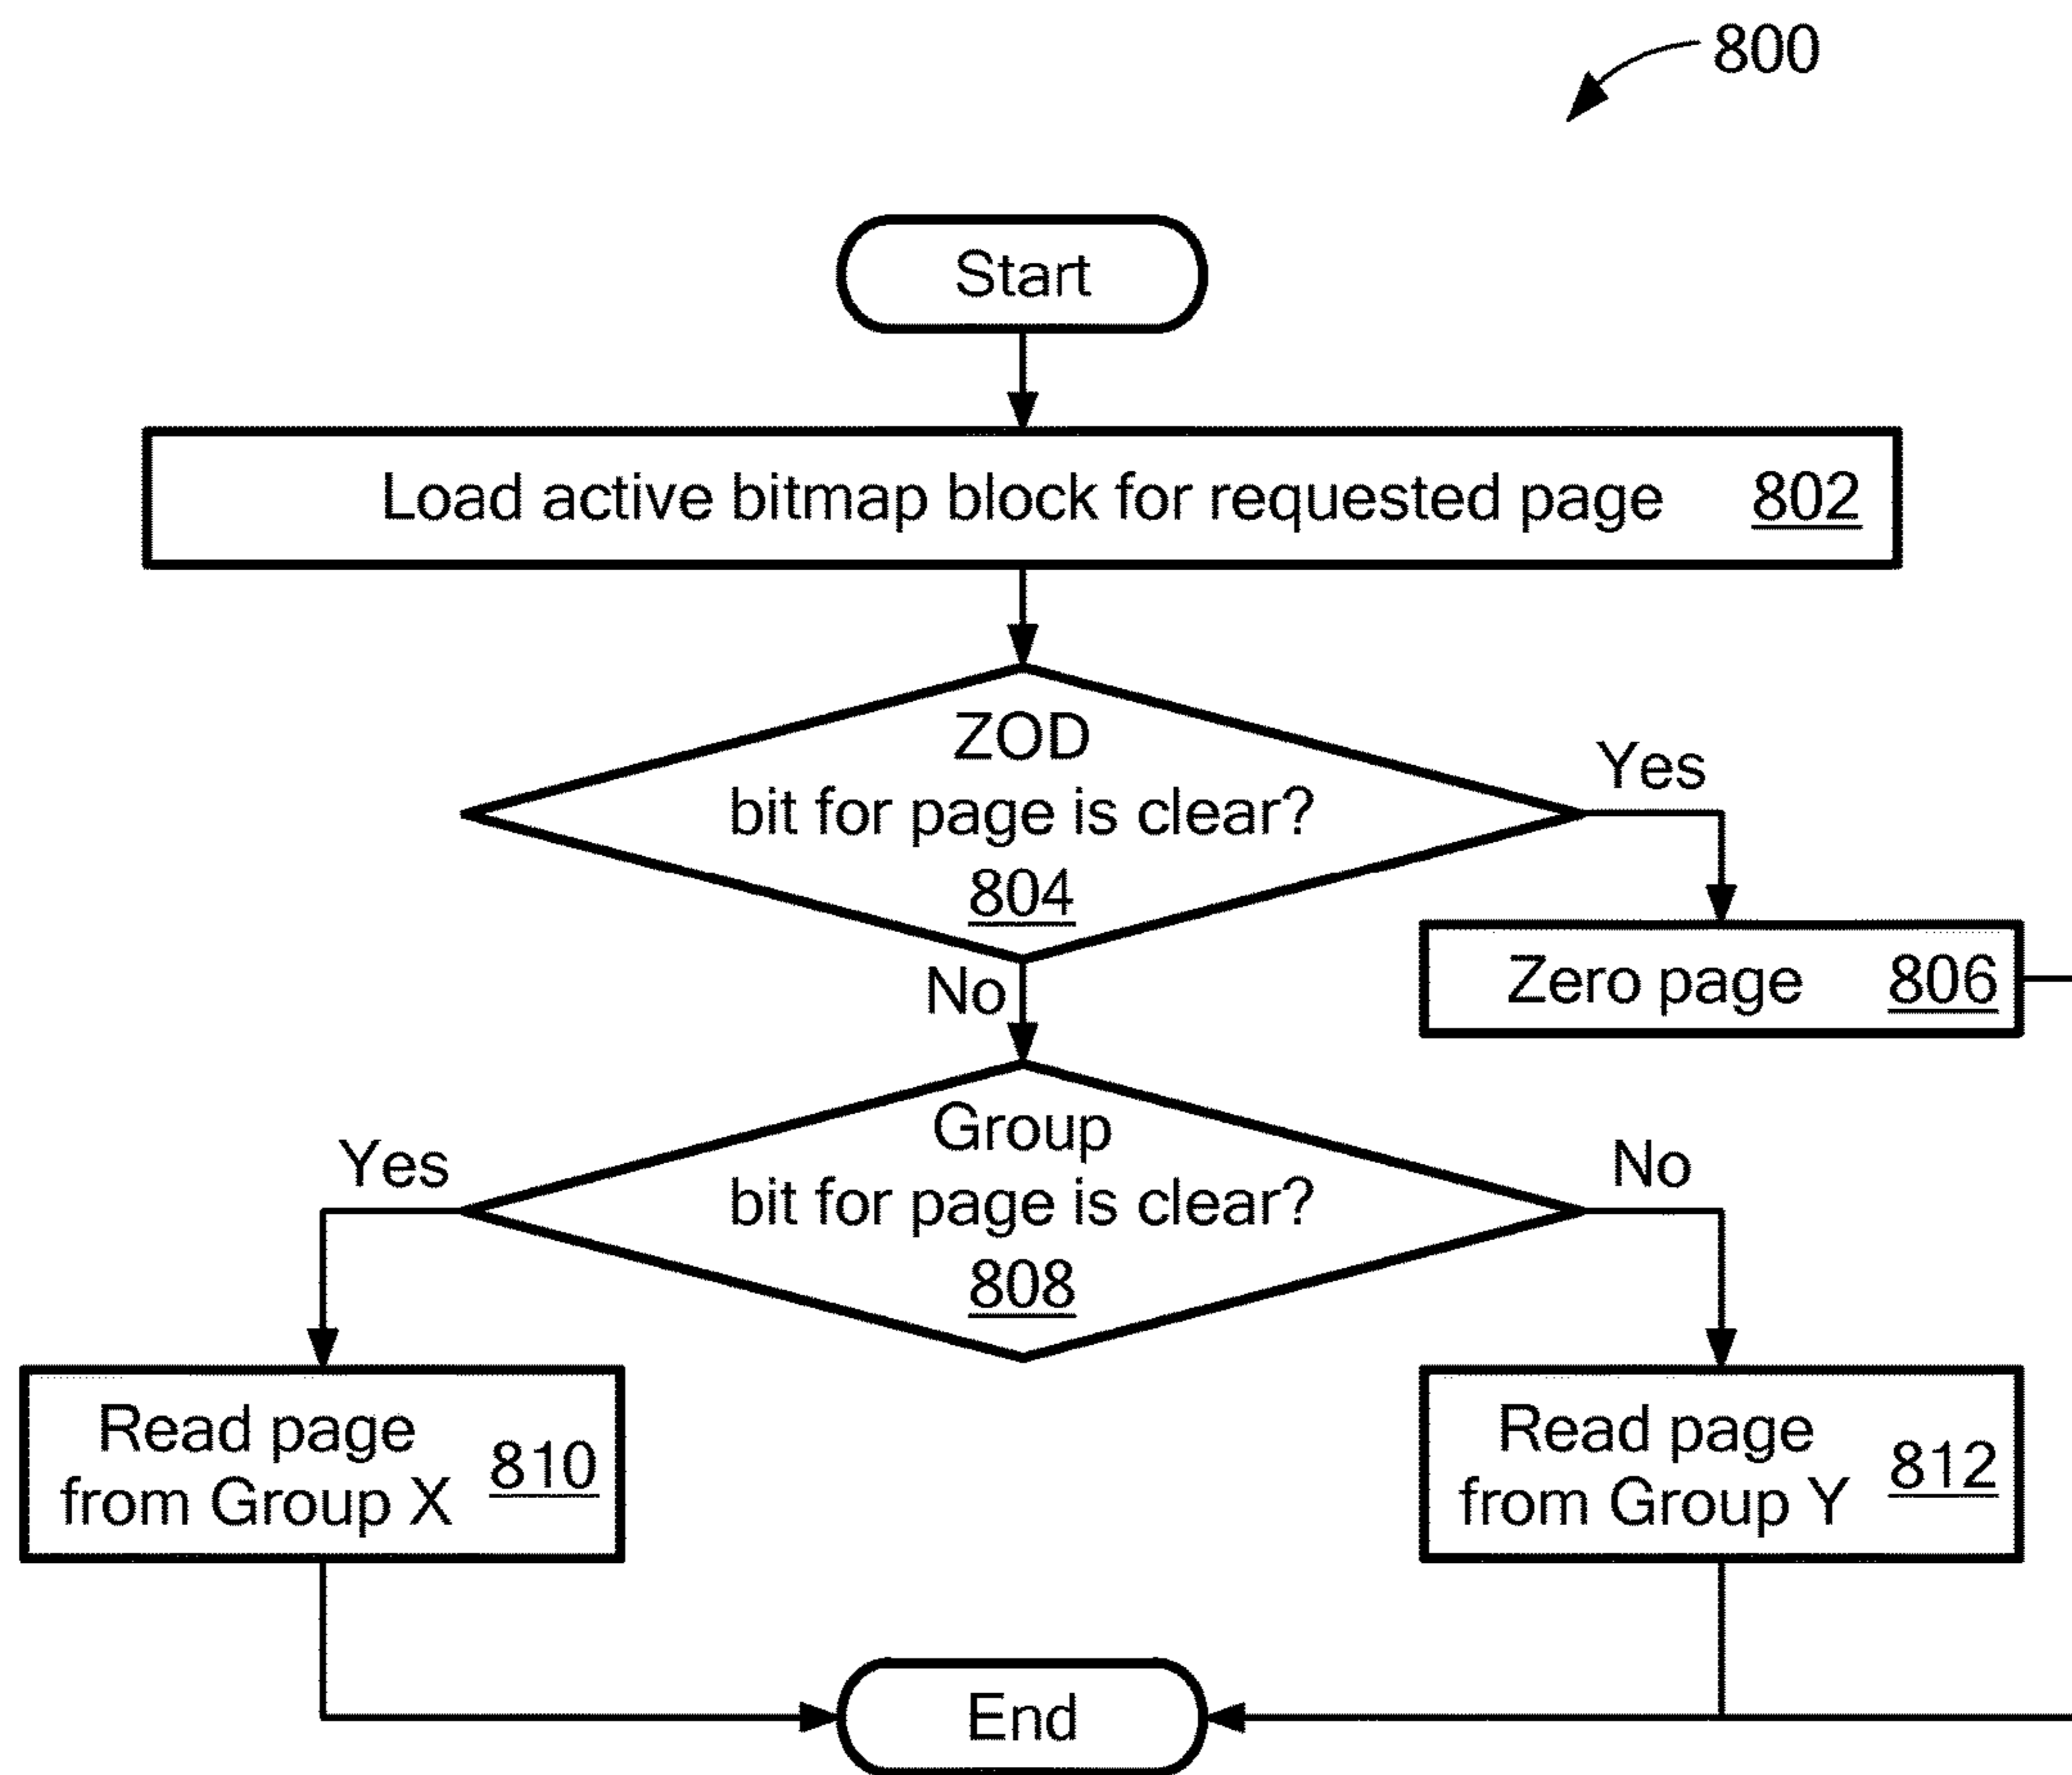 800
Start
Load active bitmap block for requested page 802
ZOD
bit for page is clear?
804
Yes
No
Zero page 806
Group
bit for page is clear?
808
Yes
No
Read page
from Group X
810
Read page
from Group Y
812
End